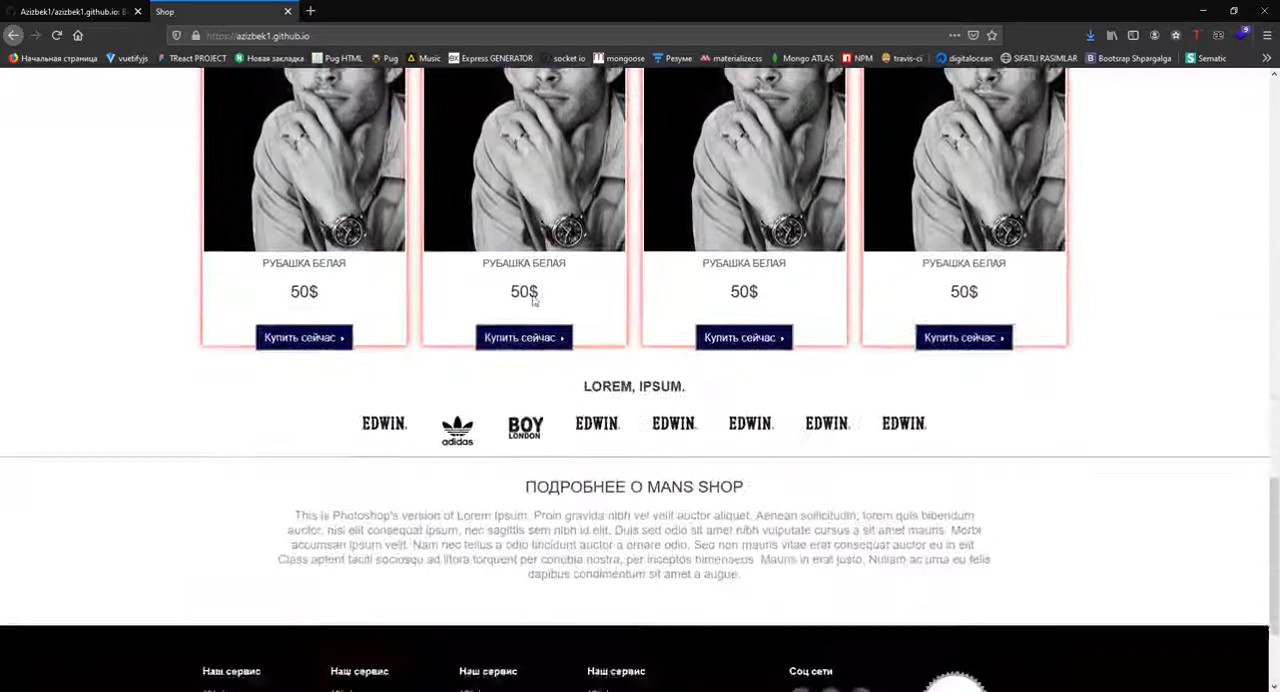 Azizbek1/azizbek1.github.io: B
Shop
https://azizbek1.github.io
Начальная страница
vuetifyjs
TReact PROJECT
Новая закладка
Pug HTML
Pug
Music
ex Express GENERATOR
socket io
mongoose
Резуме
materializecss
Mongo ATLAS
NPM
travis-ci
digitalocean
SIFATLI RASIMLAR
B Bootsrap Shpargalga
S Sematic
РУБАШКА БЕЛАЯ РУБАШКА БЕЛАЯ РУБАШКА БЕЛАЯ РУБАШКА БЕЛАЯ
50$ 50$ 50$ 50$
Купить сейчас Купить сейчас Купить сейчас Купить сейчас
LOREM, IPSUM.
EDWIN. adidas BOY LONDON EDWIN. EDWIN. EDWIN. EDWIN. EDWIN.
ПОДРОБНЕЕ О MANS SHOP
This is Photoshop's version of Lorem Ipsum. Proin gravida nibh vel velit auctor aliquet. Aenean sollicitudin, lorem quis bibendum
auctor, nisi elit consequat ipsum, nec sagittis sem nibh id elit. Duis sed odio sit amet nibh vulputate cursus a sit amet mauris. Morbi
accumsan ipsum velit. Nam nec tellus a odio tincidunt auctor a ornare odio. Sed non mauris vitae erat consequat auctor eu in elit
Class aptent taciti sociosqu ad litora torquent per conubia nostra, per inceptos himenaeos. Mauris in erat justo. Nullam ac urna eu felis
dapibus condimentum sit amet a augue.
Наш сервис Наш сервис Наш сервис Наш сервис Соц сети